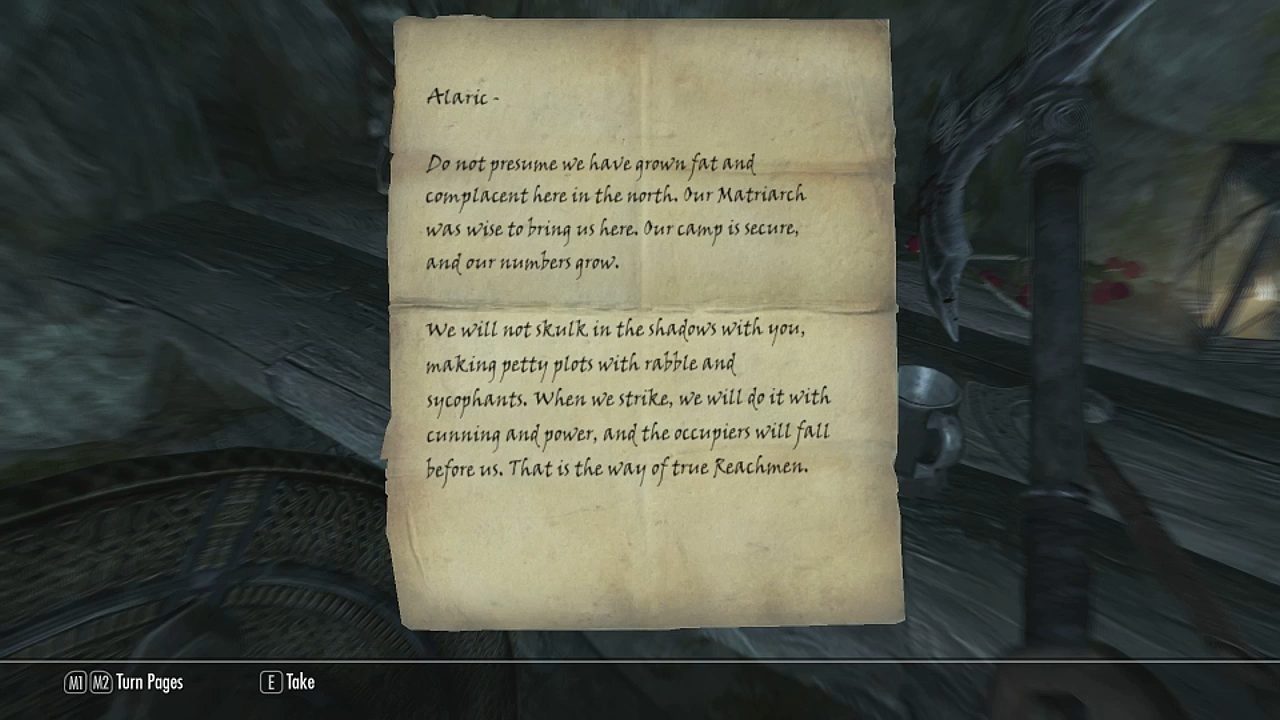 Alaric -
Do not presume we have grown fat and
complacent here in the north. Our Matriarch
was wise to bring us here. Our camp is secure,
and our numbers grow.
We will not skulk in the shadows with you,
making petty plots with rabble and
sycophants. When we strike, we will do it with
cunning and power, and the occupiers will fall
before us. That is the way of true Reachmen.
M1 M2 Turn Pages E Take